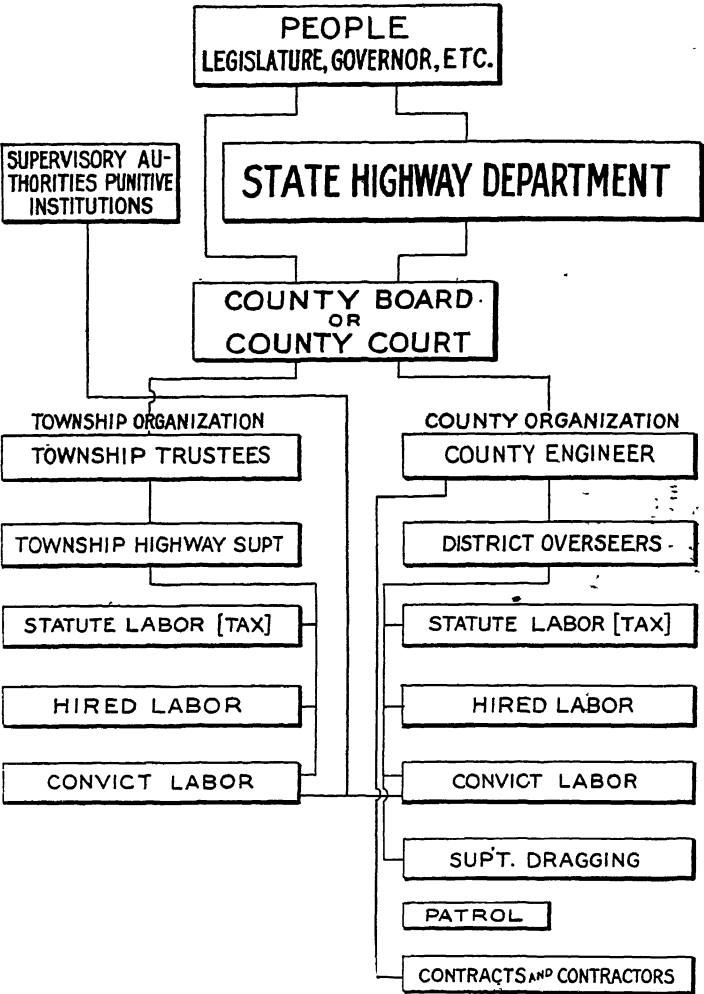 PEOPLE
LEGISLATURE, GOVERNOR, ETC.
SUPERVISORY AU-
THORITIES PUNITIVE
INSTITUTIONS
STATE HIGHWAY DEPARTMENT
COUNTY BOARD
OR
COUNTY COURT
TOWNSHIP ORGANIZATION
TOWNSHIP TRUSTEES
TOWNSHIP HIGHWAY SUPT
STATUTE LABOR [TAX]
HIRED LABOR
CONVICT LABOR
COUNTY ORGANIZATION
COUNTY ENGINEER
DISTRICT OVERSEERS
STATUTE LABOR [TAX]
HIRED LABOR
CONVICT LABOR
SUP'T. DRAGGING
PATROL
CONTRACTS AND CONTRACTORS